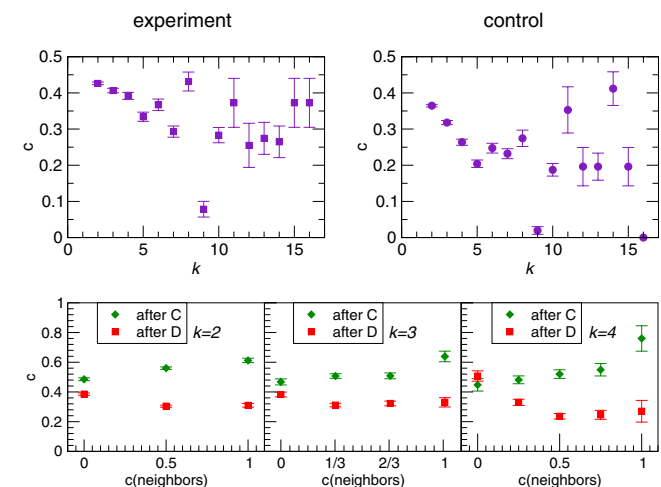 experiment control
0.5 0.5
0.4 0.4
0.3 0.3
c c
0.2 0.2
0.1 0.1
0 0
0 5 10 15 0 5 10 15
k k
1
0.8
0.6
c
0.4
0.2
0
after C after C after C
after D k=2 after D k=3 after D k=4
0 0.5 1 0 1/3 2/3 1 0 0.5 1
c(neighbors) c(neighbors) c(neighbors)